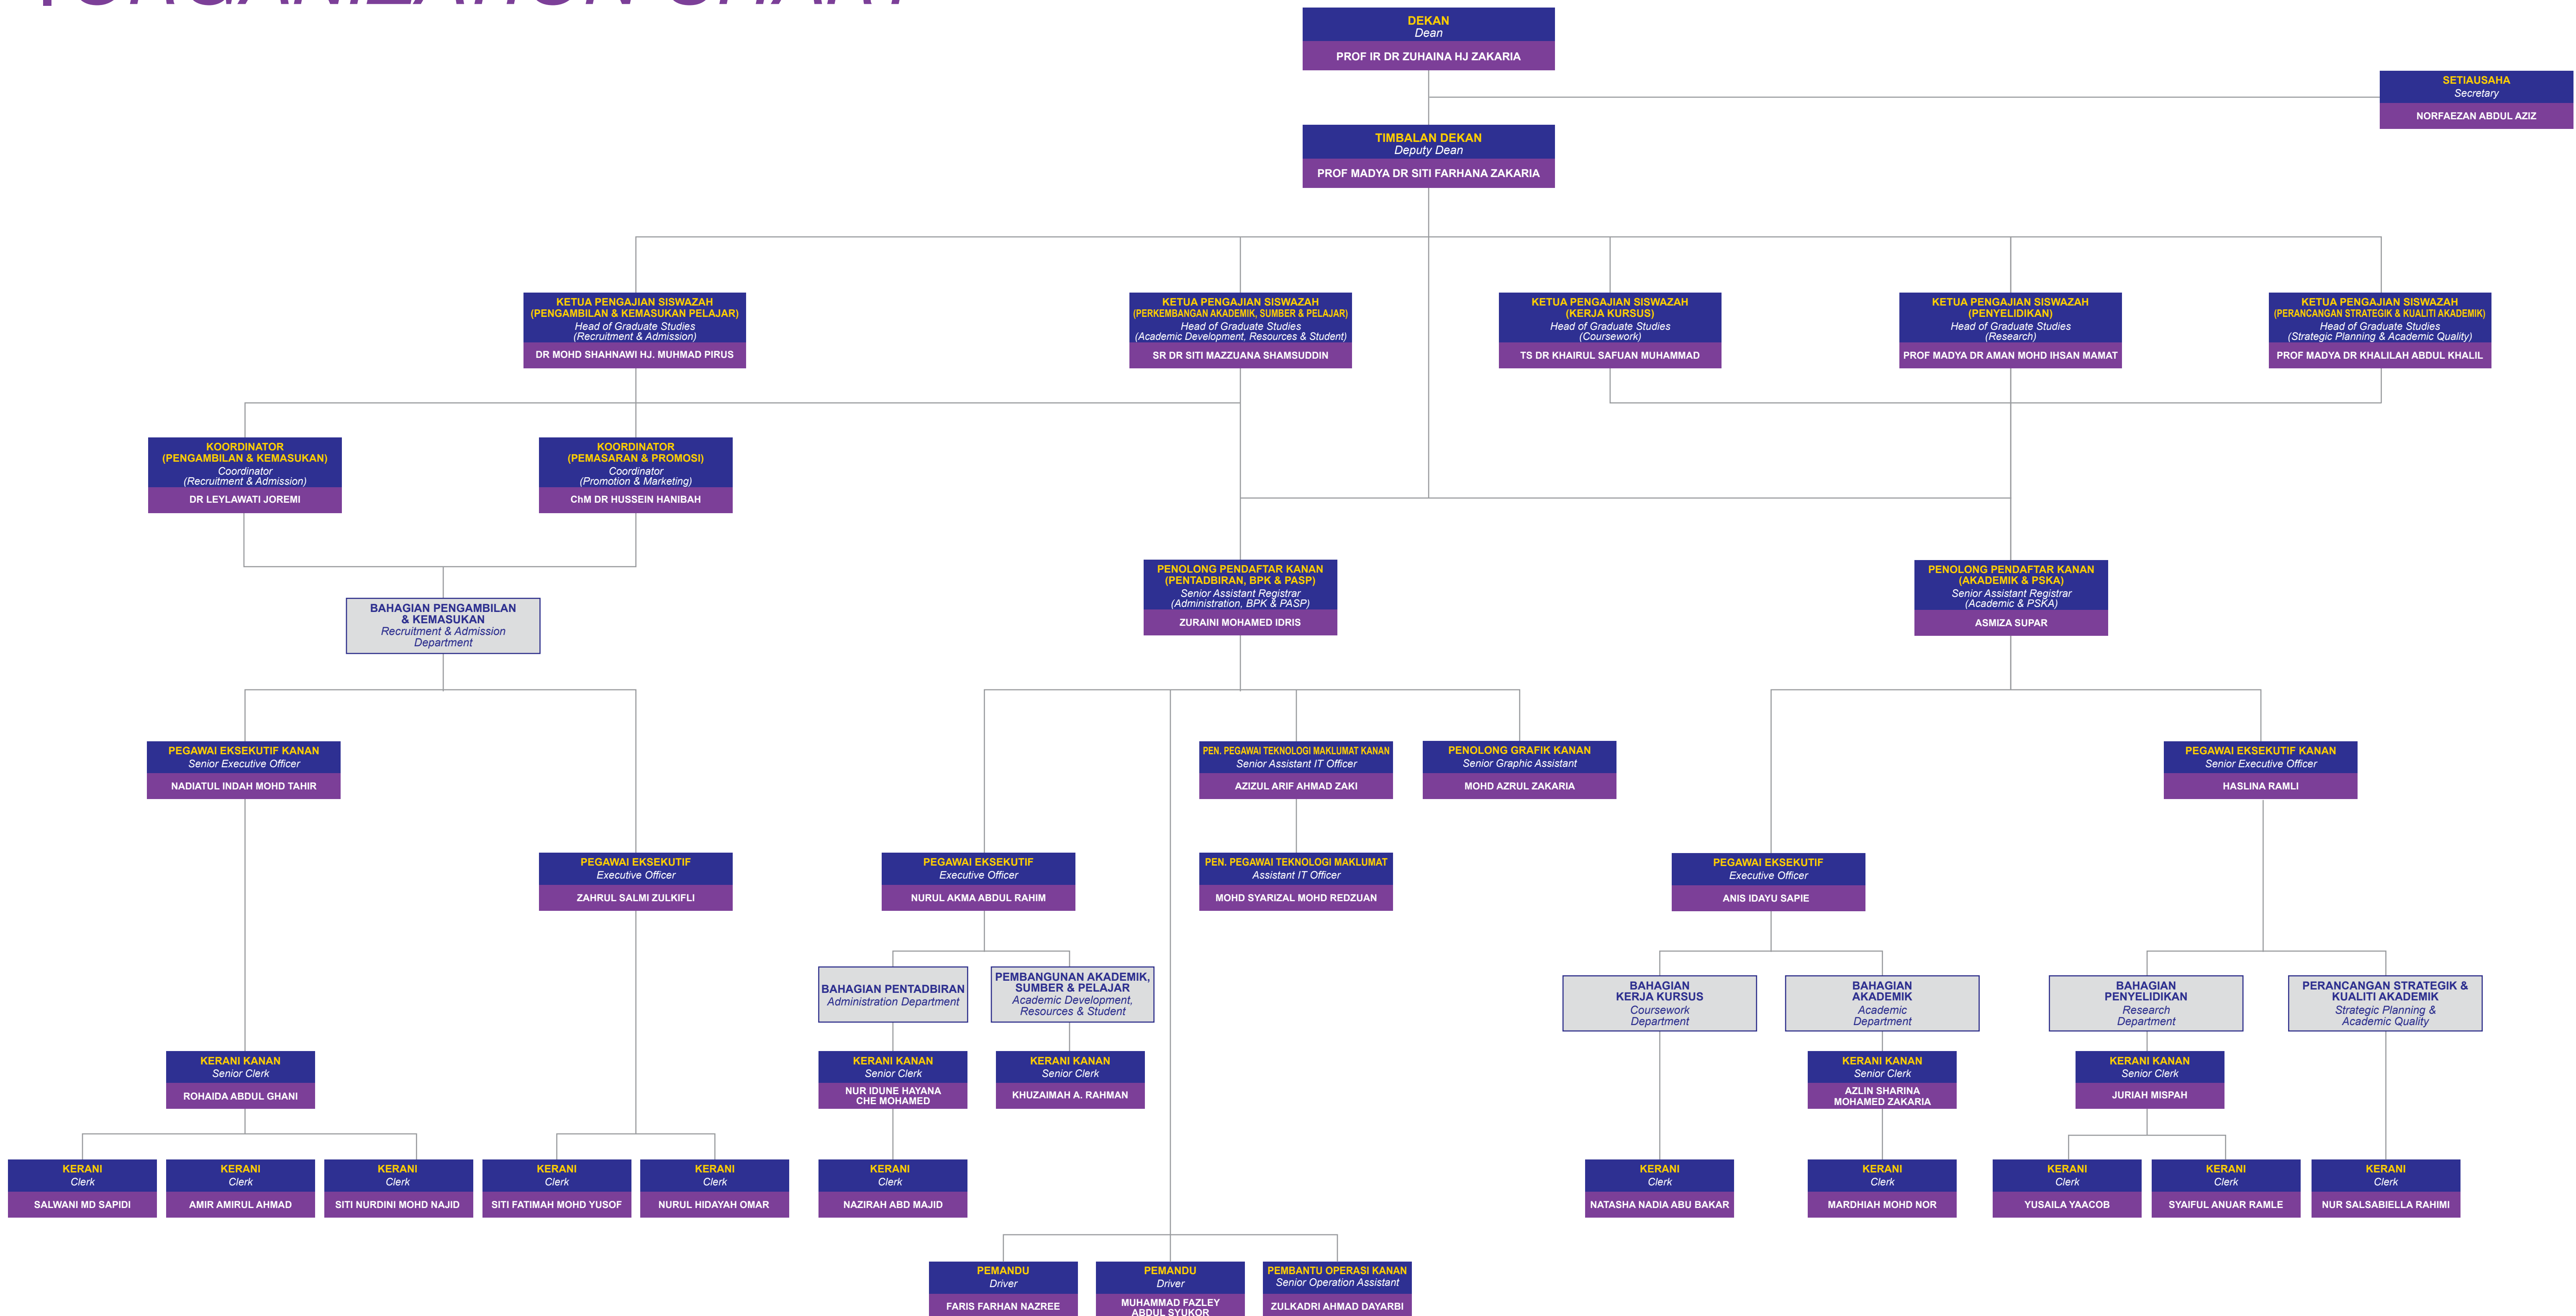 ORGANIZATION CHART
DEKAN
Dean
PROF IR DR ZUHAINA HJ ZAKARIA
SETIAUSAHA
Secretary
NORFAEZAN ABDUL AZIZ
TIMBALAN DEKAN
Deputy Dean
PROF MADYA DR SITI FARHANA ZAKARIA
KETUA PENGAJIAN SISWAZAH
(PENGAMBILAN & KEMASUKAN PELAJAR)
Head of Graduate Studies
(Recruitment & Admission)
DR MOHD SHAHNAWI HJ. MUHMAD PIRUS
KETUA PENGAJIAN SISWAZAH
(PERKEMBANGAN AKADEMIK, SUMBER & PELAJAR)
Head of Graduate Studies
(Academic Development, Resources & Student)
SR DR SITI MAZZUANA SHAMSUDDIN
KETUA PENGAJIAN SISWAZAH
(KERJA KURSUS)
Head of Graduate Studies
(Coursework)
TS DR KHAIRUL SAFUAN MUHAMMAD
KETUA PENGAJIAN SISWAZAH
(PENYELIDIKAN)
Head of Graduate Studies
(Research)
PROF MADYA DR AMAN MOHD IHSAN MAMAT
KETUA PENGAJIAN SISWAZAH
(PERANCANGAN STRATEGIK & KUALITI AKADEMIK)
Head of Graduate Studies
(Strategic Planning & Academic Quality)
PROF MADYA DR KHALILAH ABDUL KHALIL
KOORDINATOR
(PENGAMBILAN & KEMASUKAN)
Coordinator
(Recruitment & Admission)
DR LEYLAWATI JOREMI
KOORDINATOR
(PEMASARAN & PROMOSI)
Coordinator
(Promotion & Marketing)
ChM DR HUSSEIN HANIBAH
BAHAGIAN PENGAMBILAN
& KEMASUKAN
Recruitment & Admission
Department
PENOLONG PENDAFTAR KANAN
(PENTADBIRAN, BPK & PASP)
Senior Assistant Registrar
(Administration, BPK & PASP)
ZURAINI MOHAMED IDRIS
PENOLONG PENDAFTAR KANAN
(AKADEMIK & PSKA)
Senior Assistant Registrar
(Academic & PSKA)
ASMIZA SUPAR
PEGAWAI EKSEKUTIF KANAN
Senior Executive Officer
NADIATUL INDAH MOHD TAHIR
PEN. PEGAWAI TEKNOLOGI MAKLUMAT KANAN
Senior Assistant IT Officer
AZIZUL ARIF AHMAD ZAKI
PENOLONG GRAFIK KANAN
Senior Graphic Assistant
MOHD AZRUL ZAKARIA
PEGAWAI EKSEKUTIF KANAN
Senior Executive Officer
HASLINA RAMLI
PEGAWAI EKSEKUTIF
Executive Officer
ZAHRUL SALMI ZULKIFLI
PEGAWAI EKSEKUTIF
Executive Officer
NURUL AKMA ABDUL RAHIM
PEN. PEGAWAI TEKNOLOGI MAKLUMAT
Assistant IT Officer
MOHD SYARIZAL MOHD REDZUAN
PEGAWAI EKSEKUTIF
Executive Officer
ANIS IDAYU SAPIE
BAHAGIAN PENTADBIRAN
Administration Department
PEMBANGUNAN AKADEMIK,
SUMBER & PELAJAR
Academic Development,
Resources & Student
BAHAGIAN
KERJA KURSUS
Coursework
Department
BAHAGIAN
AKADEMIK
Academic
Department
BAHAGIAN
PENYELIDIKAN
Research
Department
PERANCANGAN STRATEGIK &
KUALITI AKADEMIK
Strategic Planning &
Academic Quality
KERANI KANAN
Senior Clerk
ROHAIDA ABDUL GHANI
KERANI KANAN
Senior Clerk
NUR IDUNE HAYANA
CHE MOHAMED
KERANI KANAN
Senior Clerk
KHUZAIMAH A. RAHMAN
KERANI KANAN
Senior Clerk
AZLIN SHARINA
MOHAMED ZAKARIA
KERANI KANAN
Senior Clerk
JURIAH MISPAH
KERANI
Clerk
SALWANI MD SAPIDI
KERANI
Clerk
AMIR AMIRUL AHMAD
KERANI
Clerk
SITI NURDINI MOHD NAJID
KERANI
Clerk
SITI FATIMAH MOHD YUSOF
KERANI
Clerk
NURUL HIDAYAH OMAR
KERANI
Clerk
NAZIRAH ABD MAJID
KERANI
Clerk
NATASHA NADIA ABU BAKAR
KERANI
Clerk
MARDHIAH MOHD NOR
KERANI
Clerk
YUSAILA YAACOB
KERANI
Clerk
SYAIFUL ANUAR RAMLE
KERANI
Clerk
NUR SALSABIELLA RAHIMI
PEMANDU
Driver
FARIS FARHAN NAZREE
PEMANDU
Driver
MUHAMMAD FAZLEY
ABDUL SYUKOR
PEMBANTU OPERASI KANAN
Senior Operation Assistant
ZULKADRI AHMAD DAYARBI